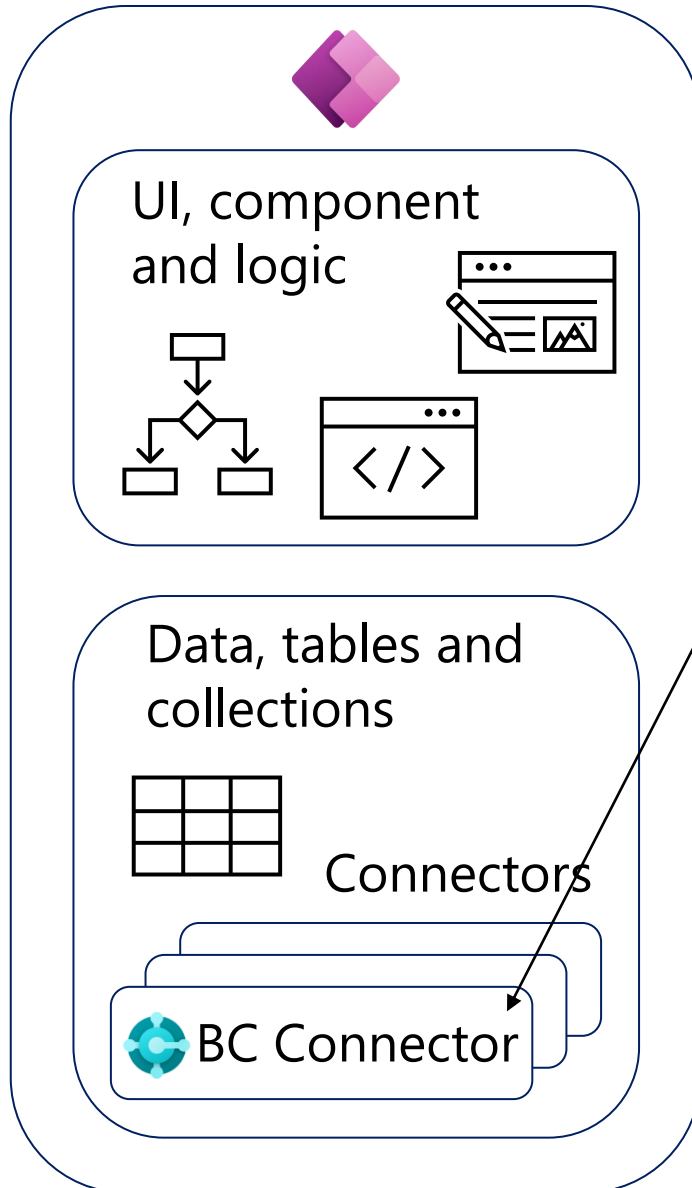 UI, component
and logic
</>
Data, tables and
collections
Connectors
BC Connector